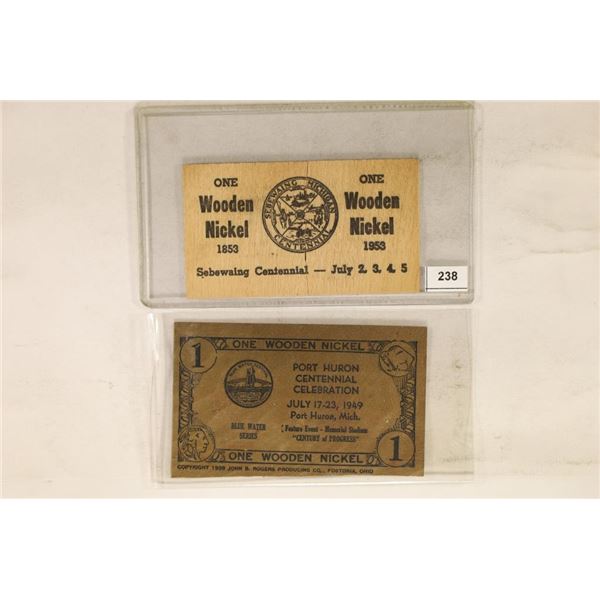 ONE
Wooden
Nickel
1853
SEBEWAING MICHIGAN
CENTENNIAL
ONE
Wooden
Nickel
1953
Sebewaing Centennial — July 2, 3, 4, 5
238
ONE WOODEN NICKEL
1
PORT HURON
CENTENNIAL
CELEBRATION
JULY 17-23, 1949
Port Huron, Mich.
BLUE WATER
SERIES
Feature Event - Memorial Stadium
"CENTURY of PROGRESS"
1
ONE WOODEN NICKEL
COPYRIGHT 1939 JOHN B. ROGERS PRODUCING CO., FOSTORIA, OHIO